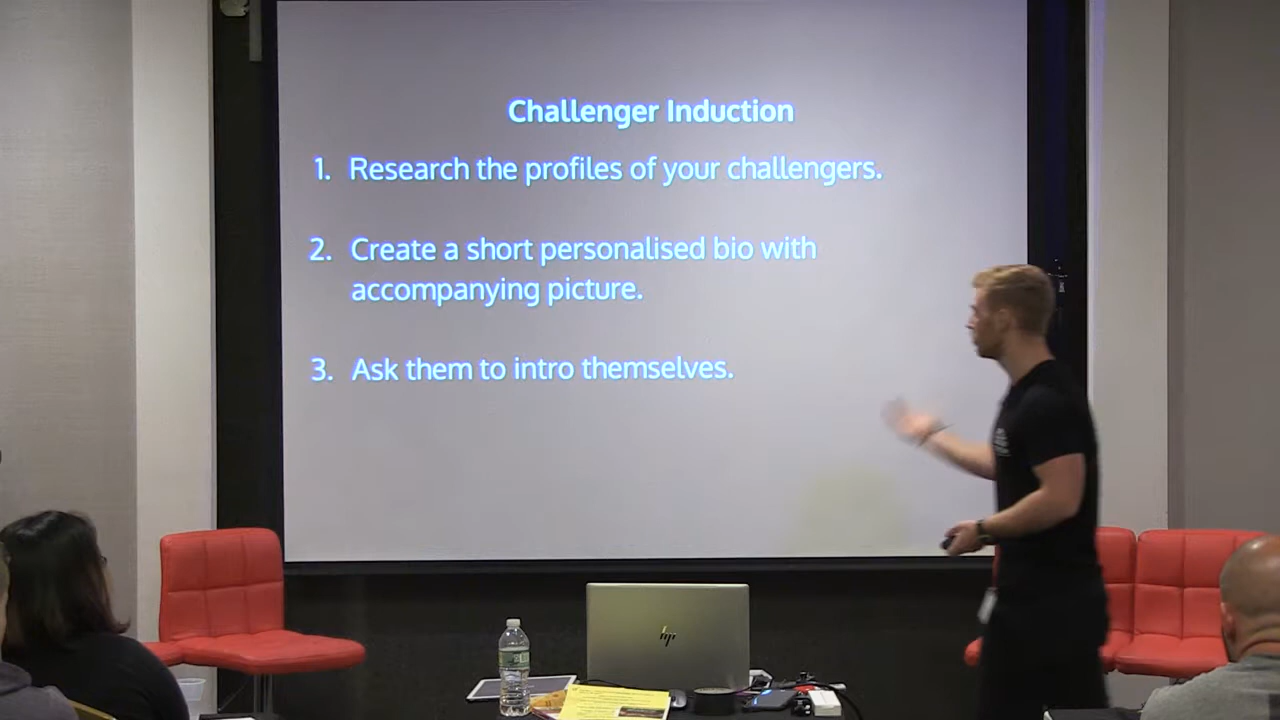 Challenger Induction
1. Research the profiles of your challengers.
2. Create a short personalised bio with
accompanying picture.
3. Ask them to intro themselves.
hp